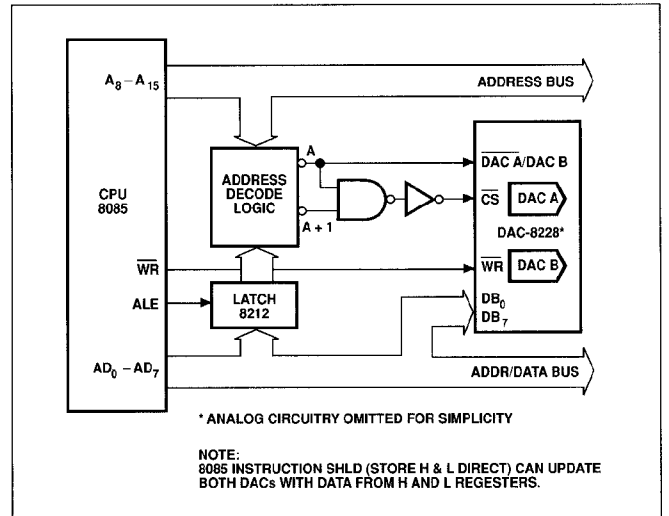 A8 – A15
ADDRESS BUS
CPU
8085
ADDRESS
DECODE
LOGIC
A
A + 1
DAC A/DAC B
CS
DAC A
DAC-8228*
WR
DAC B
WR
ALE
LATCH
8212
DB0
DB7
AD0 – AD7
ADDR/DATA BUS
* ANALOG CIRCUITRY OMITTED FOR SIMPLICITY
NOTE:
8085 INSTRUCTION SHLD (STORE H & L DIRECT) CAN UPDATE
BOTH DACs WITH DATA FROM H AND L REGESTERS.